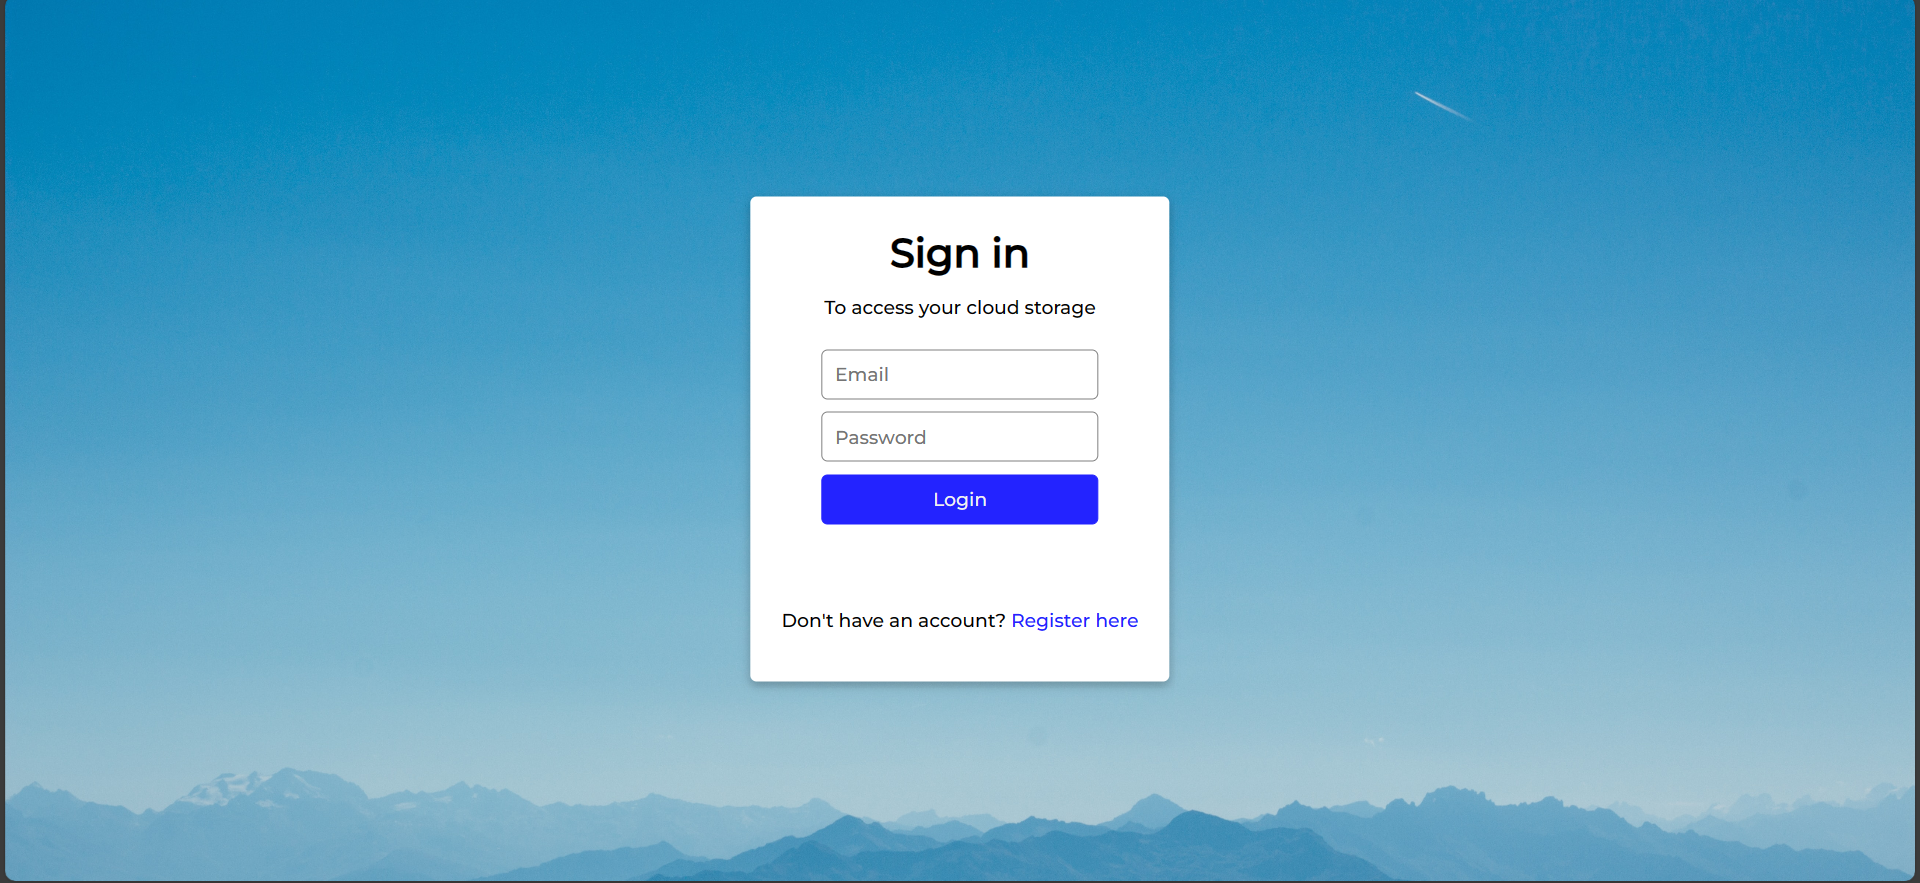 Sign in
To access your cloud storage
Email
Password
Login
Don't have an account? Register here